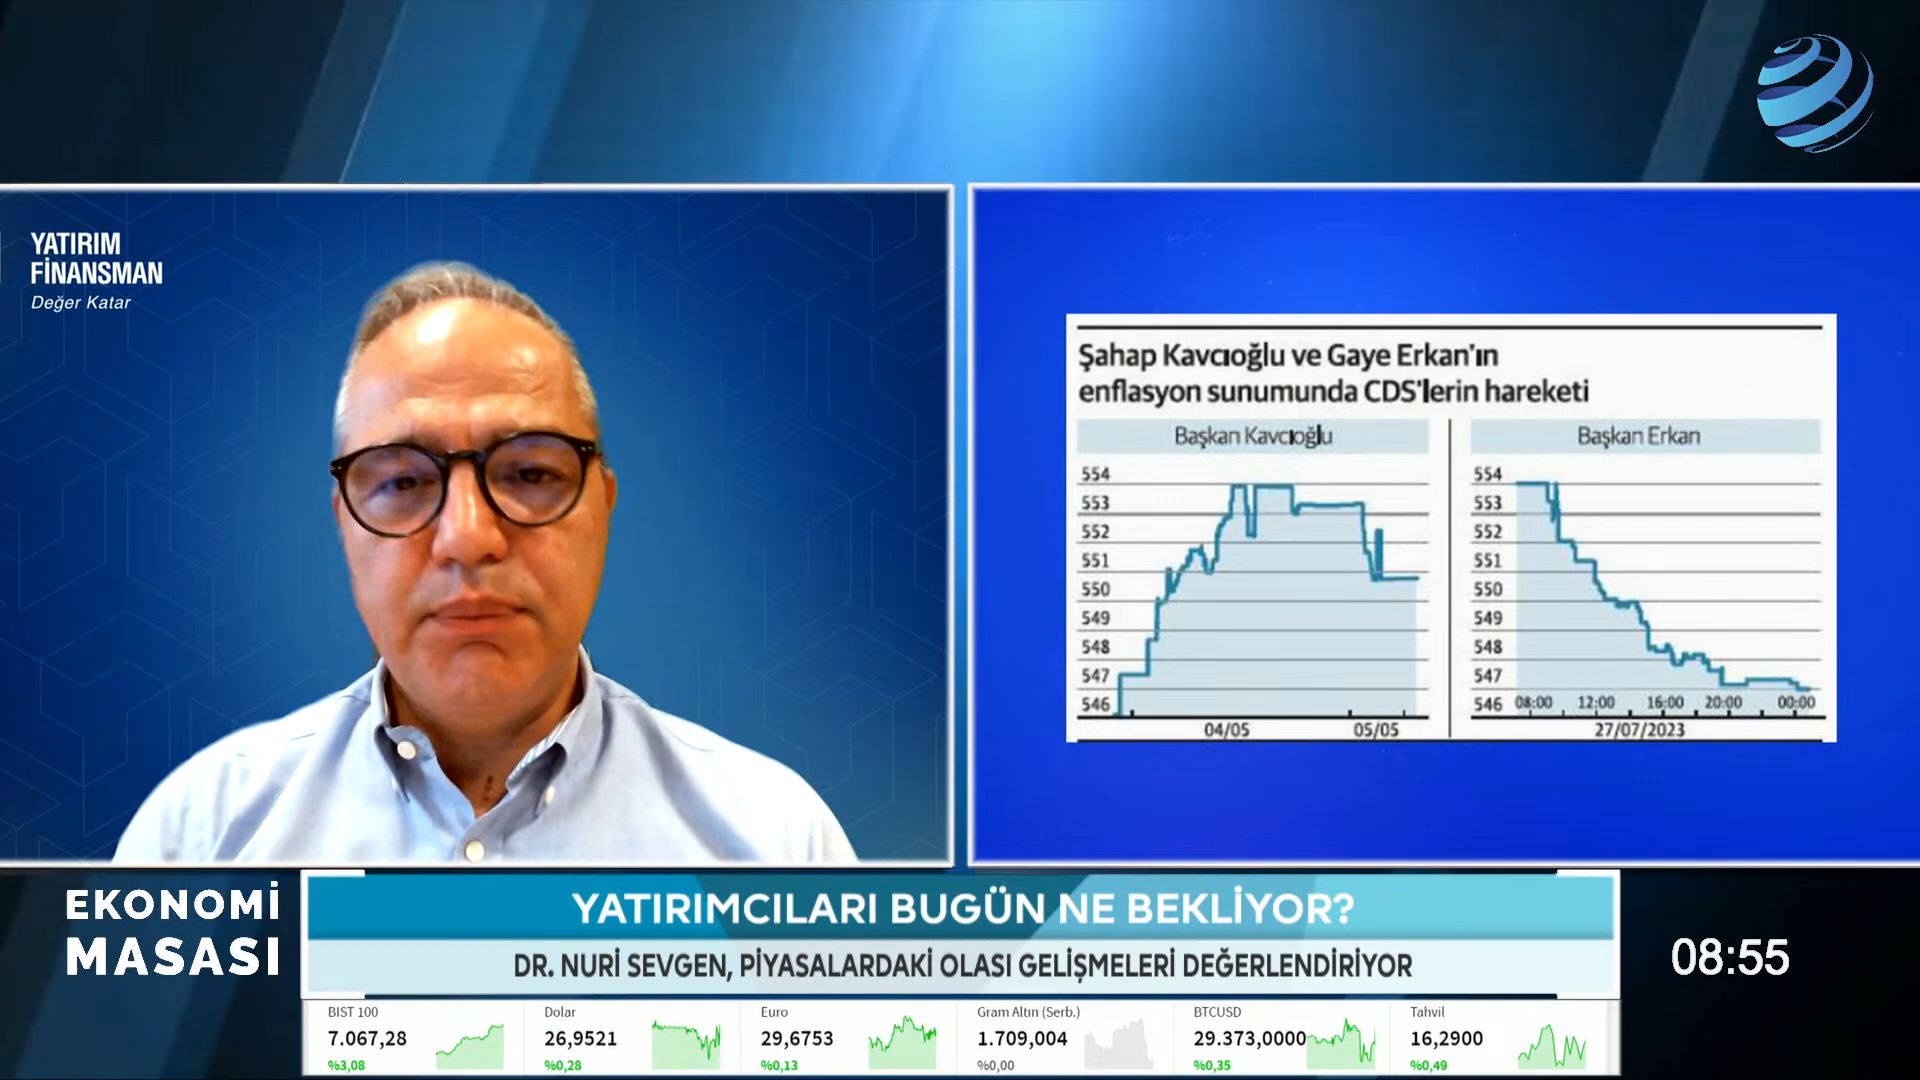 YATIRIM
FİNANSMAN
Değer Katar
Şahap Kavcıoğlu ve Gaye Erkan'ın
enflasyon sunumunda CDS'lerin hareketi
Başkan Kavcıoğlu
554
553
552
551
550
549
548
547
546
04/05 05/05
Başkan Erkan
554
553
552
551
550
549
548
547
546
08:00 12:00 16:00 20:00 00:00
27/07/2023
EKONOMİ
MASASI
YATIRIMCILARI BUGÜN NE BEKLİYOR?
DR. NURİ SEVGEN, PİYASALARDAKİ OLASI GELİŞMELERİ DEĞERLENDİRİYOR
08:55
BIST 100
7.067,28
%3,08
Dolar
26,9521
%0,28
Euro
29,6753
%0,13
Gram Altın (Serb.)
1.709,004
%0,00
BTCUSD
29.373,0000
%0,35
Tahvil
16,2900
%0,49